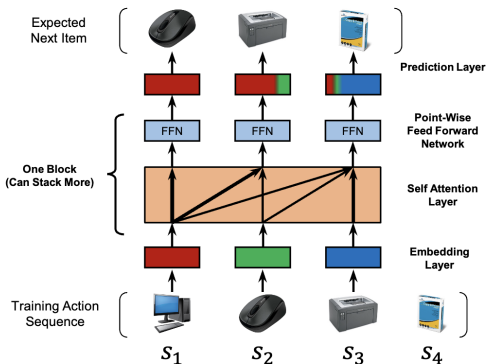 Expected
Next Item
Prediction Layer
FFN FFN FFN
Point-Wise
Feed Forward
Network
One Block
(Can Stack More)
Self Attention
Layer
Embedding
Layer
Training Action
Sequence
s₁ s₂ s₃ s₄